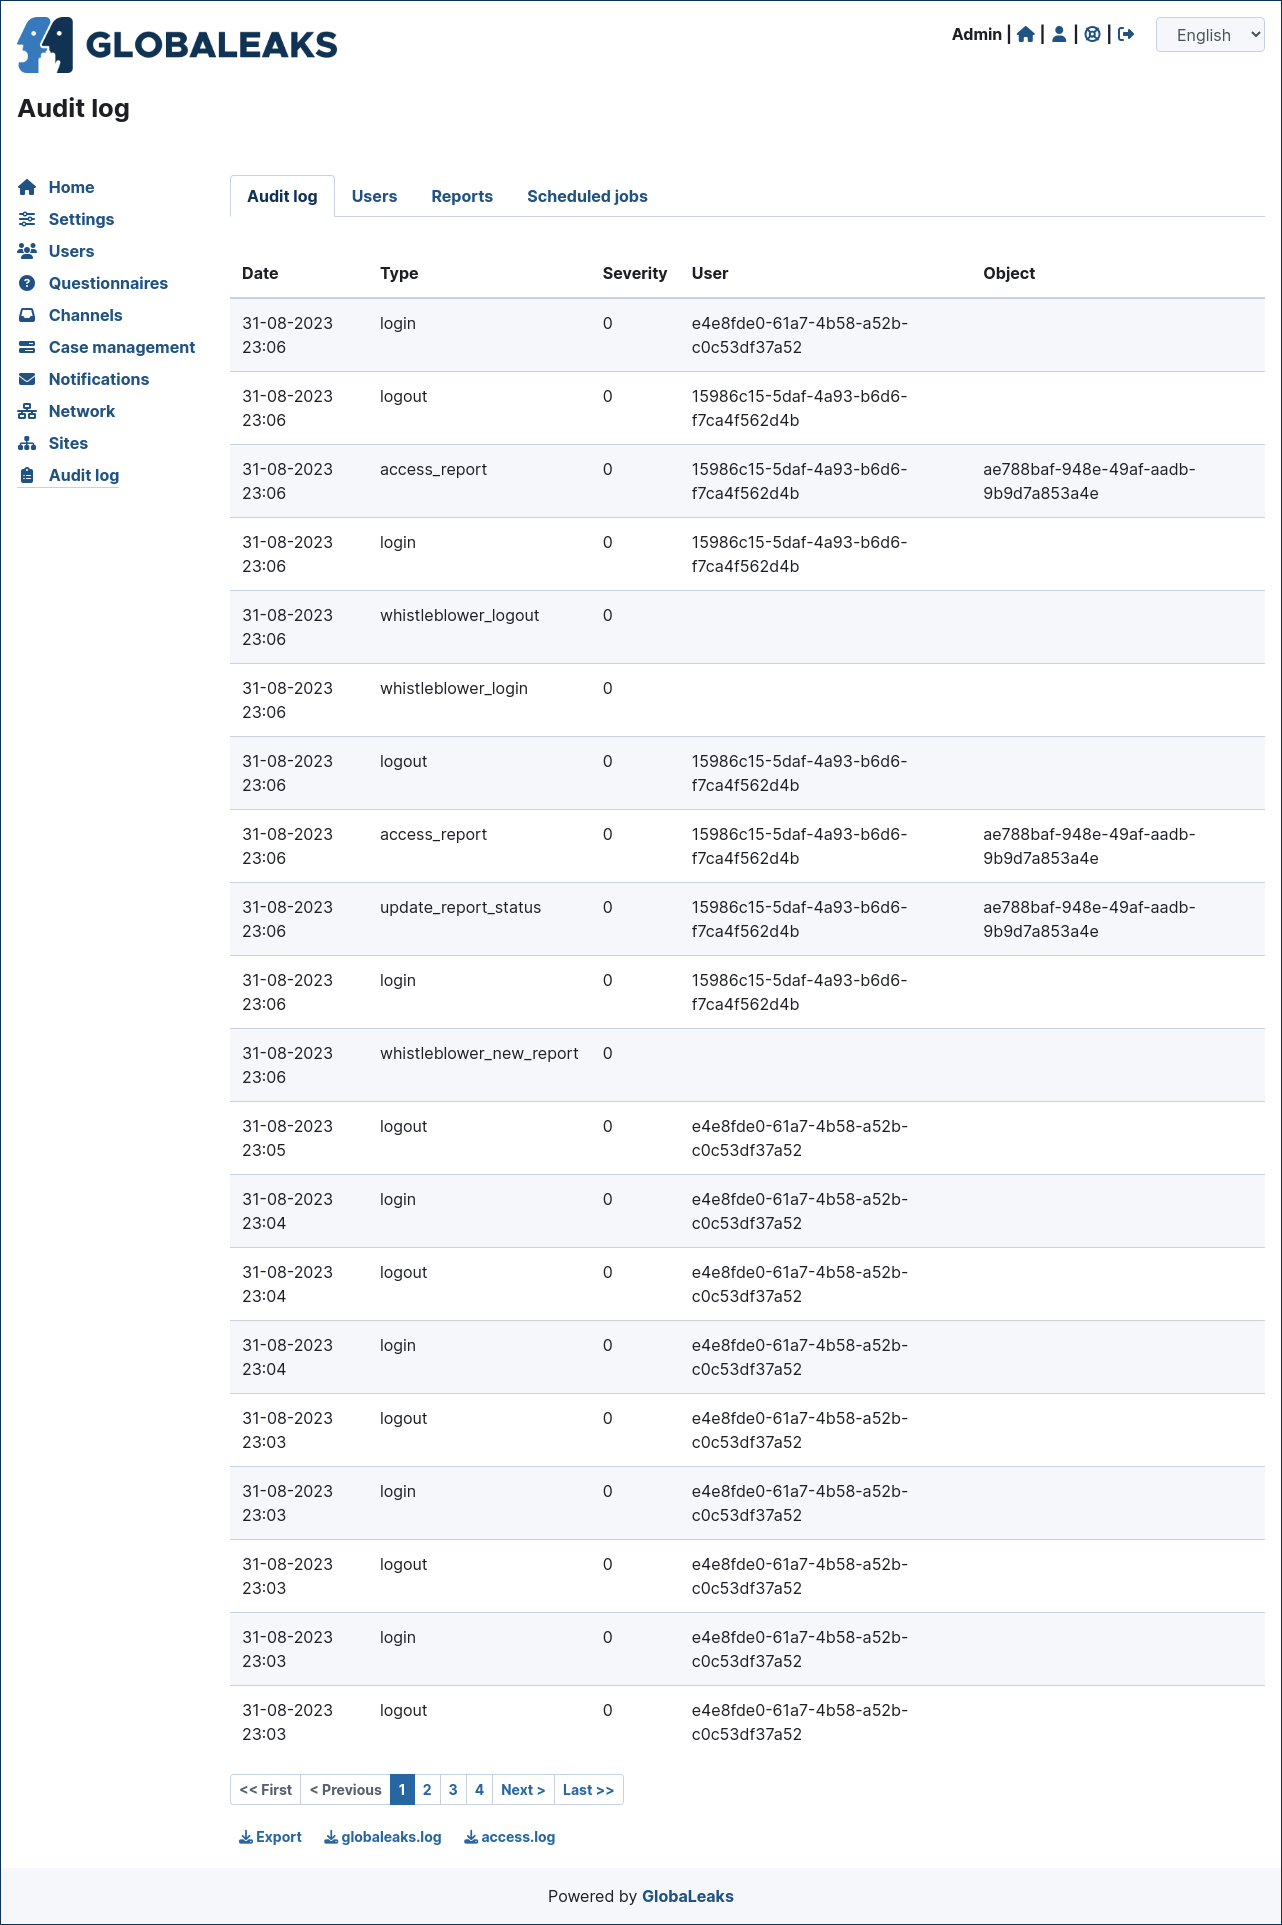 GLOBALEAKS
Admin | | | | English
Audit log
Home
Settings
Users
Questionnaires
Channels
Case management
Notifications
Network
Sites
Audit log
Audit log Users Reports Scheduled jobs
Date Type Severity User Object
31-08-2023 login 0 e4e8fde0-61a7-4b58-a52b-
23:06 c0c53df37a52
31-08-2023 logout 0 15986c15-5daf-4a93-b6d6-
23:06 f7ca4f562d4b
31-08-2023 access_report 0 15986c15-5daf-4a93-b6d6- ae788baf-948e-49af-aadb-
23:06 f7ca4f562d4b 9b9d7a853a4e
31-08-2023 login 0 15986c15-5daf-4a93-b6d6-
23:06 f7ca4f562d4b
31-08-2023 whistleblower_logout 0
23:06
31-08-2023 whistleblower_login 0
23:06
31-08-2023 logout 0 15986c15-5daf-4a93-b6d6-
23:06 f7ca4f562d4b
31-08-2023 access_report 0 15986c15-5daf-4a93-b6d6- ae788baf-948e-49af-aadb-
23:06 f7ca4f562d4b 9b9d7a853a4e
31-08-2023 update_report_status 0 15986c15-5daf-4a93-b6d6- ae788baf-948e-49af-aadb-
23:06 f7ca4f562d4b 9b9d7a853a4e
31-08-2023 login 0 15986c15-5daf-4a93-b6d6-
23:06 f7ca4f562d4b
31-08-2023 whistleblower_new_report 0
23:06
31-08-2023 logout 0 e4e8fde0-61a7-4b58-a52b-
23:05 c0c53df37a52
31-08-2023 login 0 e4e8fde0-61a7-4b58-a52b-
23:04 c0c53df37a52
31-08-2023 logout 0 e4e8fde0-61a7-4b58-a52b-
23:04 c0c53df37a52
31-08-2023 login 0 e4e8fde0-61a7-4b58-a52b-
23:04 c0c53df37a52
31-08-2023 logout 0 e4e8fde0-61a7-4b58-a52b-
23:03 c0c53df37a52
31-08-2023 login 0 e4e8fde0-61a7-4b58-a52b-
23:03 c0c53df37a52
31-08-2023 logout 0 e4e8fde0-61a7-4b58-a52b-
23:03 c0c53df37a52
31-08-2023 login 0 e4e8fde0-61a7-4b58-a52b-
23:03 c0c53df37a52
31-08-2023 logout 0 e4e8fde0-61a7-4b58-a52b-
23:03 c0c53df37a52
<< First < Previous 1 2 3 4 Next > Last >>
Export globaleaks.log access.log
Powered by GlobaLeaks